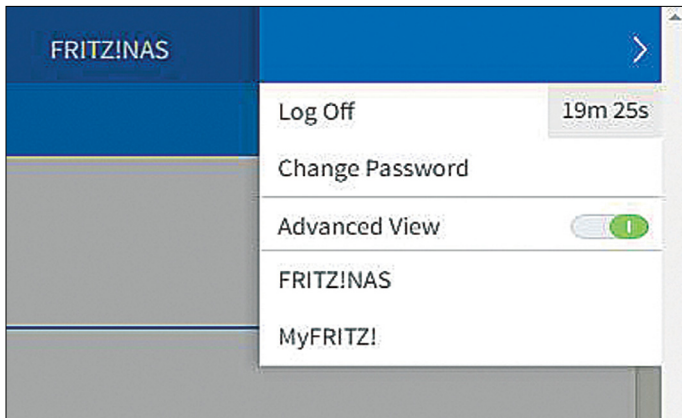 FRITZ!NAS
Log Off 19m 25s
Change Password
Advanced View
FRITZ!NAS
MyFRITZ!